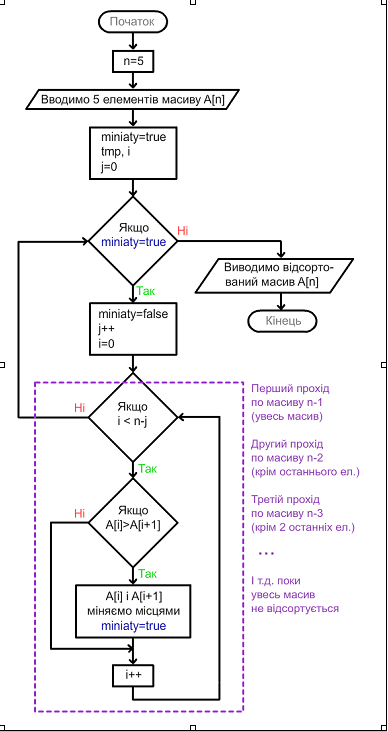 Початок
n=5
Вводимо 5 елементів масиву A[n]
miniaty=true
tmp, i
j=0
Якщо
miniaty=true
Ні
Виводимо відсорто-
ваний масив A[n]
Кінець
Так
miniaty=false
j++
i=0
Якщо
i < n-j
Ні
Так
Перший прохід
по масиву n-1
(увесь масив)
Другий прохід
по масиву n-2
(крім останнього ел.)
Третій прохід
по масиву n-3
(крім 2 останніх ел.)
...
І т.д. поки
увесь масив
не відсортується
Якщо
A[i]>A[i+1]
Ні
Так
A[i] і A[i+1]
міняємо місцями
miniaty=true
i++